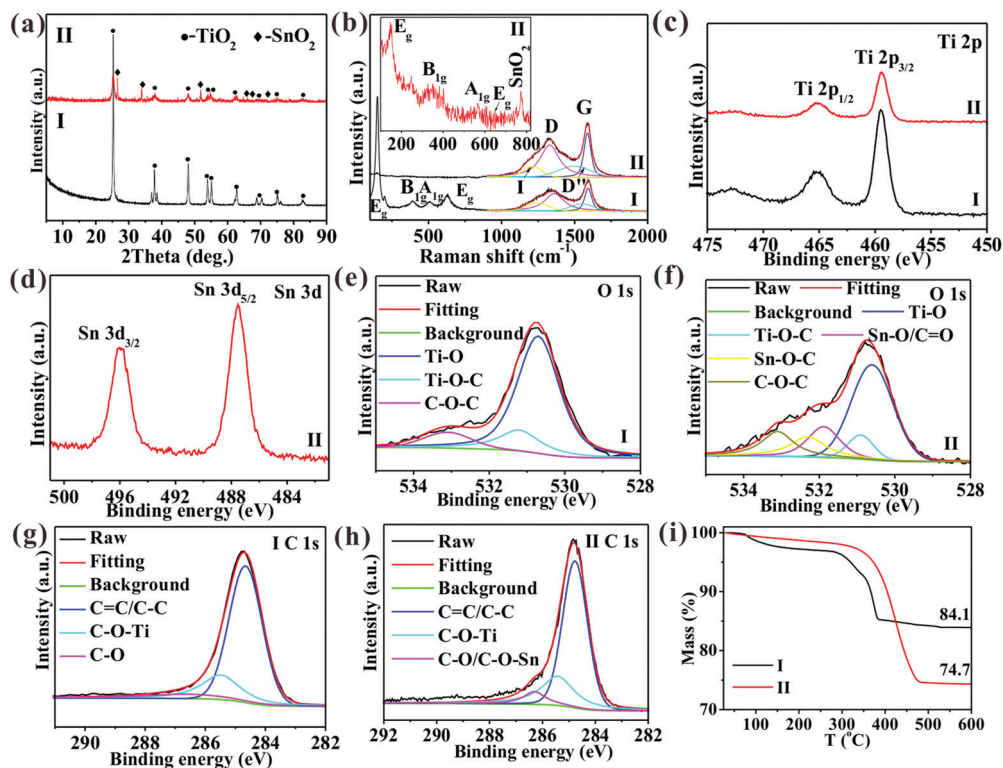 (a)
II
●-TiO2 ♦-SnO2
I
Intensity (a.u.)
10 20 30 40 50 60 70 80 90
2Theta (deg.)
(b)
Eg
II
B1g
A1g
Eg
SnO2
200 400 600 800
D
G
II
Eg
B1g
A1g
Eg
I
D''
I
Intensity (a.u.)
500 1000 1500 2000
Raman shift (cm-1)
(c)
Ti 2p
Ti 2p3/2
Ti 2p1/2
II
I
Intensity (a.u.)
475 470 465 460 455 450
Binding energy (eV)
(d)
Sn 3d
Sn 3d5/2
Sn 3d3/2
II
Intensity (a.u.)
500 496 492 488 484
Binding energy (eV)
(e)
Raw
O 1s
Fitting
Background
Ti-O
Ti-O-C
C-O-C
I
Intensity (a.u.)
534 532 530 528
Binding energy (eV)
(f)
Raw Fitting
O 1s
Background Ti-O
Ti-O-C Sn-O/C=O
Sn-O-C
C-O-C
II
Intensity (a.u.)
534 532 530 528
Binding energy (eV)
(g)
I C 1s
Raw
Fitting
Background
C=C/C-C
C-O-Ti
C-O
Intensity (a.u.)
290 288 286 284 282
Binding energy (eV)
(h)
II C 1s
Raw
Fitting
Background
C=C/C-C
C-O-Ti
C-O/C-O-Sn
Intensity (a.u.)
292 290 288 286 284 282
Binding energy (eV)
(i)
100
90
80
70
Mass (%)
84.1
74.7
I
II
100 200 300 400 500 600
T (oC)